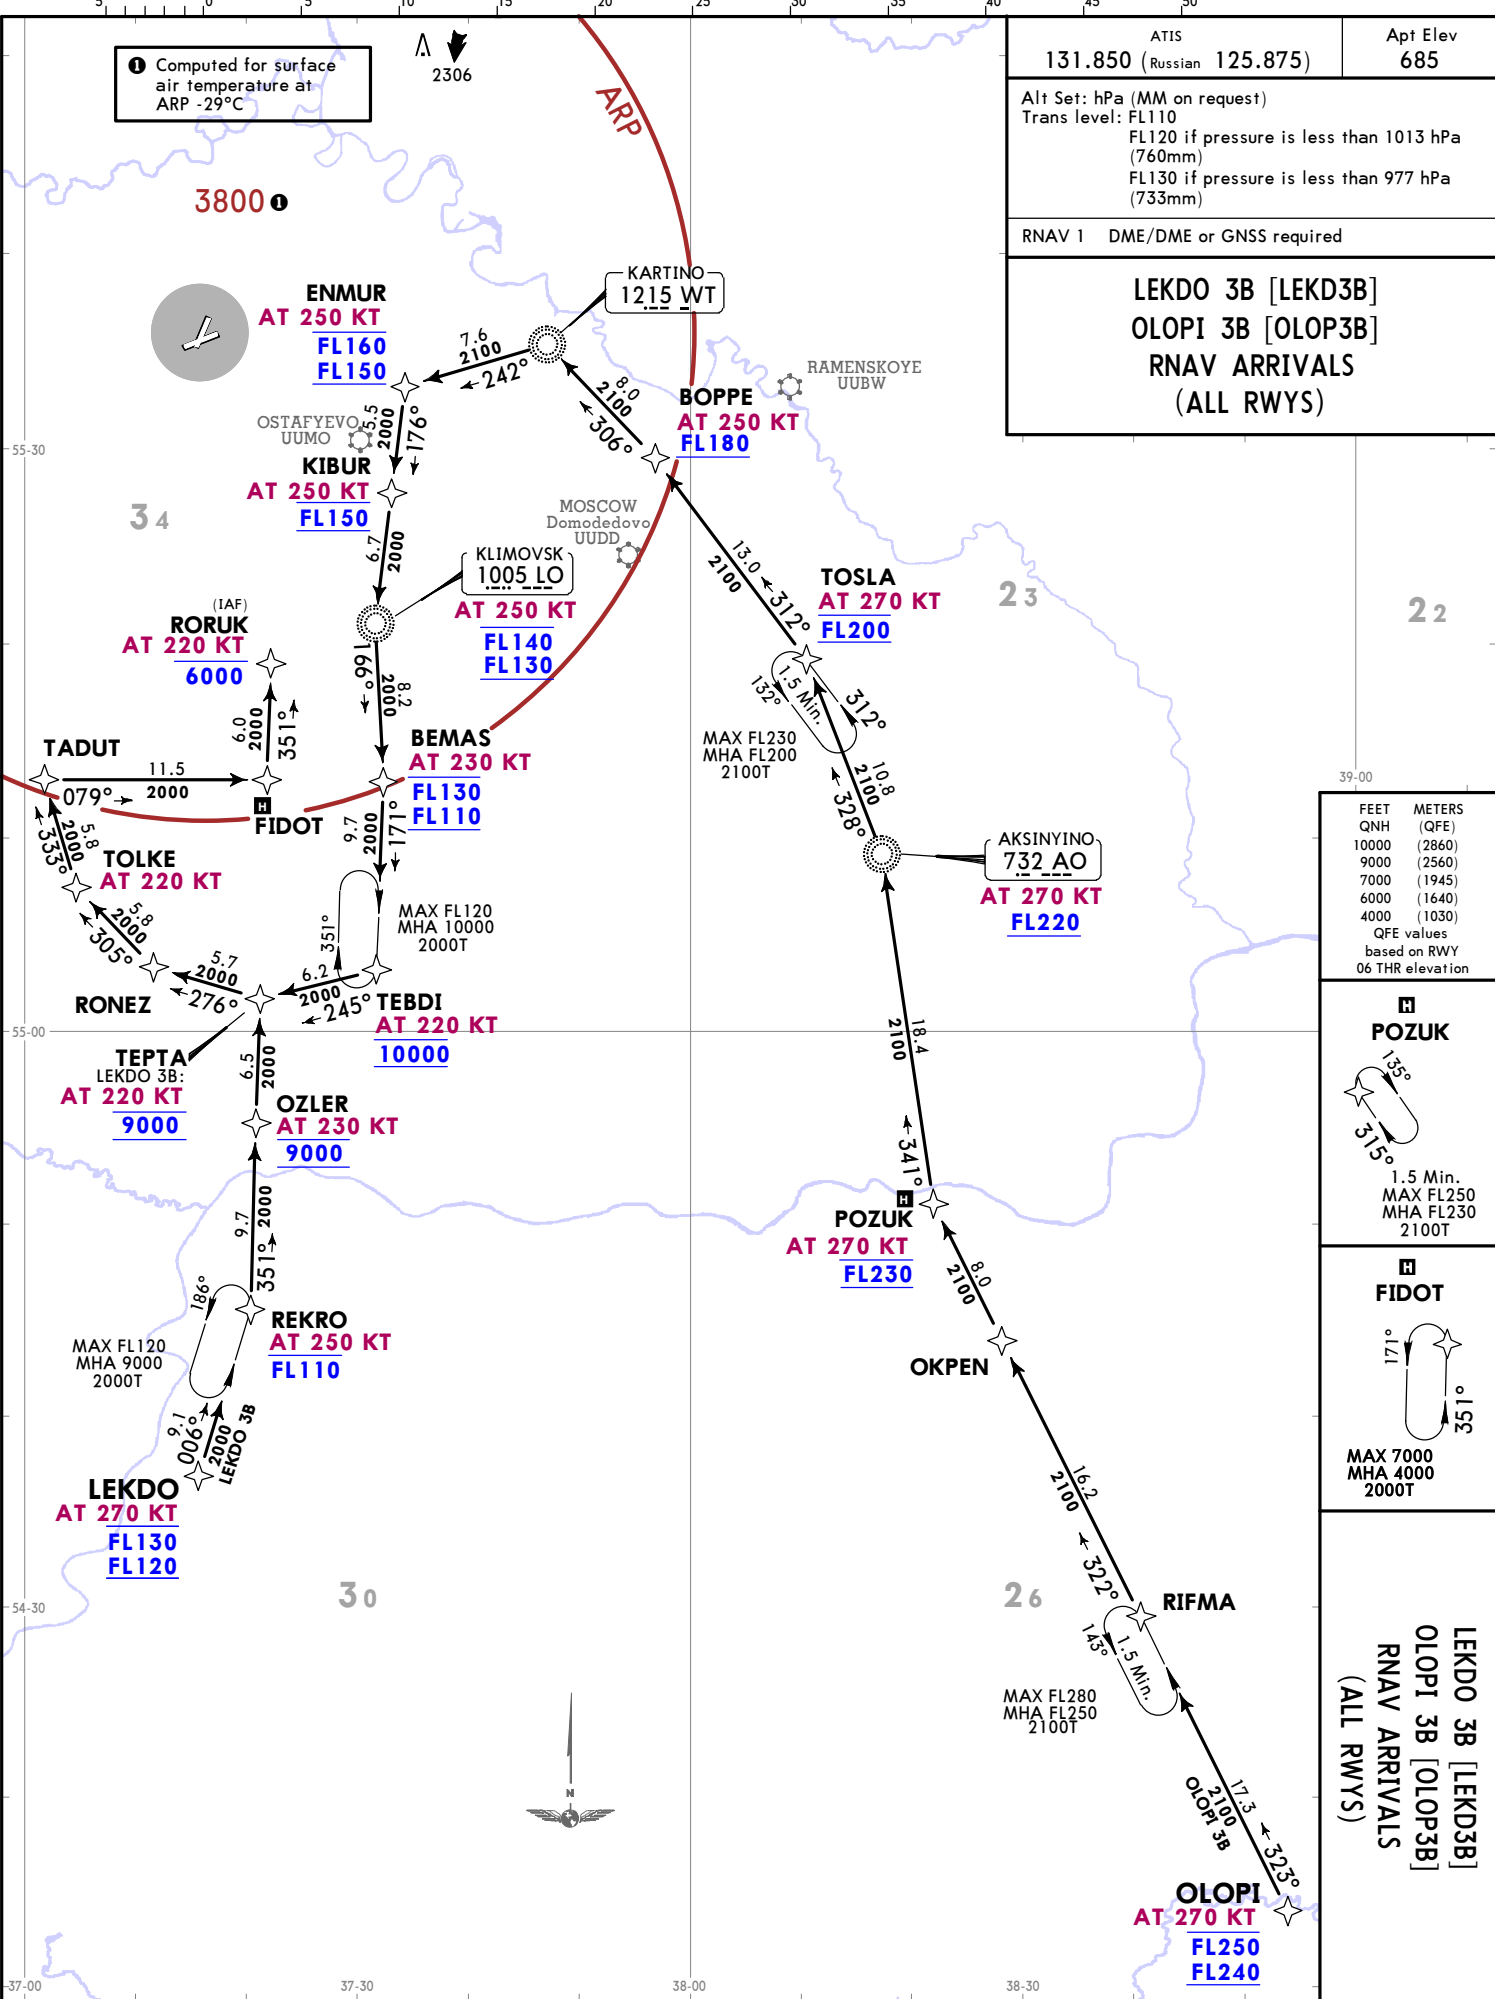 5 0 5 10 15 20 25 30 35 40 45 50
1 Computed for surface
air temperature at
ARP -29°C
2306
ARP
3800 1
ATIS
131.850 (Russian 125.875)
Apt Elev
685
Alt Set: hPa (MM on request)
Trans level: FL110
FL120 if pressure is less than 1013 hPa
(760mm)
FL130 if pressure is less than 977 hPa
(733mm)
RNAV 1 DME/DME or GNSS required
LEKDO 3B [LEKD3B]
OLOPI 3B [OLOP3B]
RNAV ARRIVALS
(ALL RWYS)
KARTINO
1215 WT
ENMUR
AT 250 KT
FL160
FL150
7.6
2100
242°
8.0
2100
306°
BOPPE
AT 250 KT
FL180
RAMENSKOYE
UUBW
OSTAFYEVO
UUMO
5.5
2000
176°
KIBUR
AT 250 KT
FL150
55-30
34
MOSCOW
Domodedovo
UUDD
6.7
2000
KLIMOVSK
1005 LO
AT 250 KT
FL140
FL130
13.0
2100
312°
TOSLA
AT 270 KT
FL200
23
22
(IAF)
RORUK
AT 220 KT
6000
6.0
2000
351°
166°
8.2
2000
132°
1.5 Min.
312°
MAX FL230
MHA FL200
2100T
10.8
2100
328°
BEMAS
AT 230 KT
FL130
FL110
TADUT
11.5
2000
079°
H
FIDOT
9.7
2000
171°
39-00
5.8
2000
333°
TOLKE
AT 220 KT
AKSINYINO
732 AO
AT 270 KT
FL220
FEET METERS
QNH (QFE)
10000 (2860)
9000 (2560)
7000 (1945)
6000 (1640)
4000 (1030)
QFE values
based on RWY
06 THR elevation
MAX FL120
MHA 10000
2000T
351°
5.8
2000
305°
RONEZ
5.7
2000
276°
6.2
2000
245°
TEBDI
AT 220 KT
10000
55-00
TEPTA
LEKDO 3B:
AT 220 KT
9000
6.5
2000
OZLER
AT 230 KT
9000
18.4
2100
341°
H
POZUK
135°
315°
1.5 Min.
MAX FL250
MHA FL230
2100T
9.7
2000
351°
H
POZUK
AT 270 KT
FL230
8.0
2100
OKPEN
186°
REKRO
AT 250 KT
FL110
MAX FL120
MHA 9000
2000T
H
FIDOT
171°
351°
MAX 7000
MHA 4000
2000T
9.1
006°
2000
LEKDO 3B
LEKDO
AT 270 KT
FL130
FL120
16.2
2100
322°
54-30
30
26
RIFMA
143°
1.5 Min.
MAX FL280
MHA FL250
2100T
N
17.3
2100
OLOPI 3B
323°
OLOPI
AT 270 KT
FL250
FL240
LEKDO 3B [LEKD3B]
OLOPI 3B [OLOP3B]
RNAV ARRIVALS
(ALL RWYS)
37-00
37-30
38-00
38-30